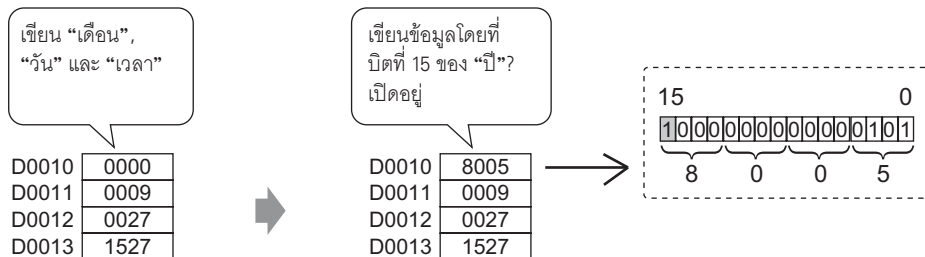 เขียน “เดือน”,
“วัน” และ “เวลา”
D0010 0000
D0011 0009
D0012 0027
D0013 1527
เขียนข้อมูลโดยที่
บิตที่ 15 ของ “ปี”?
เปิดอยู่
D0010 8005
D0011 0009
D0012 0027
D0013 1527
15 0
1000000000000101
8 0 0 5